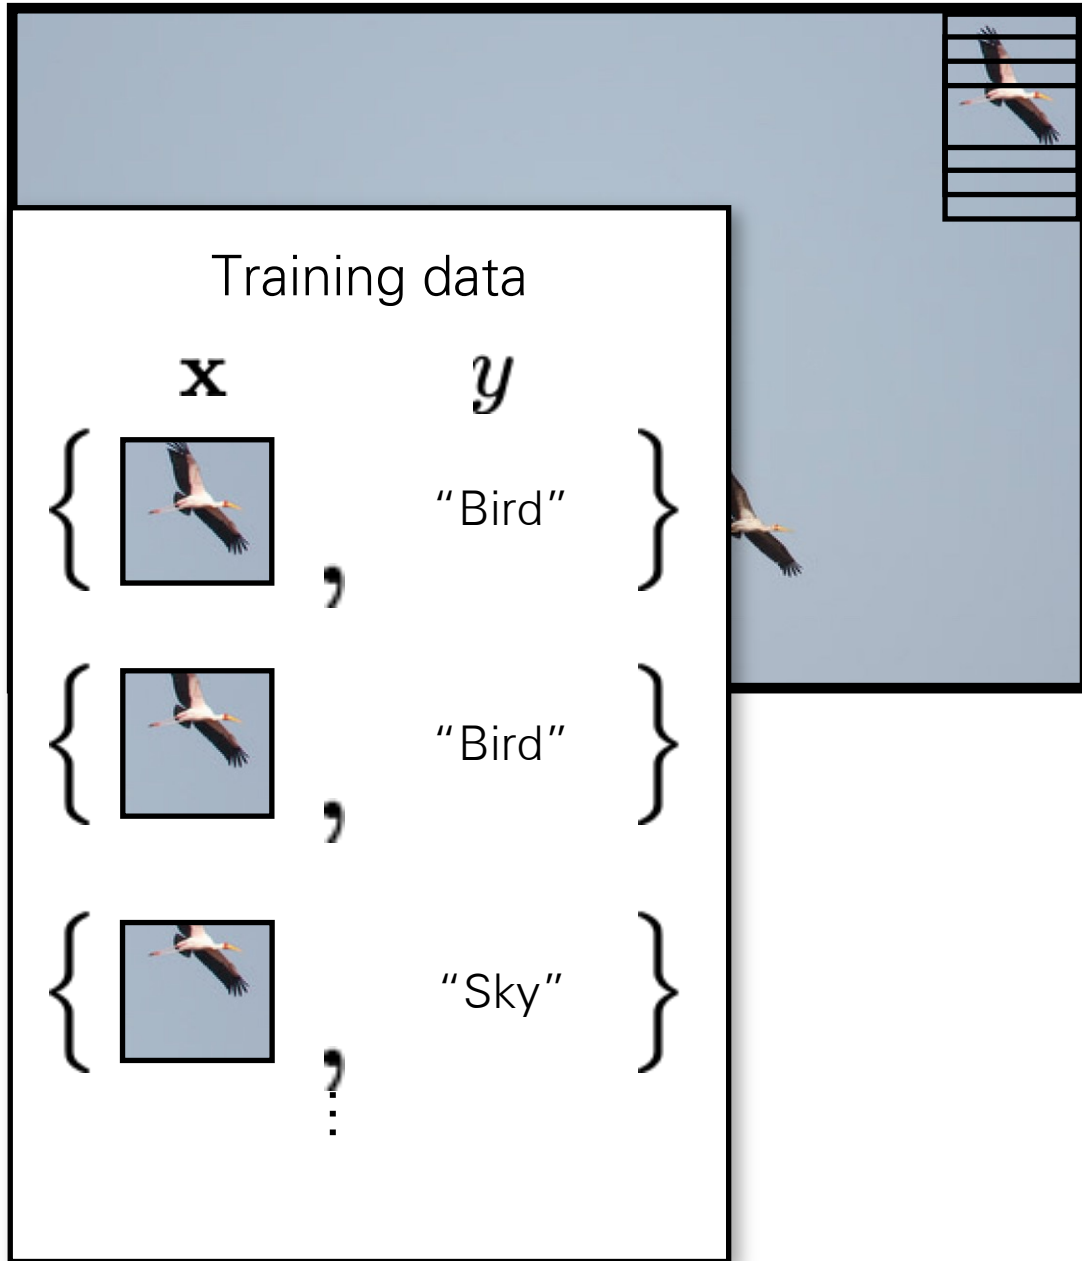 Training data
x y
{ , “Bird” }
{ , “Bird” }
{ , “Sky” }
⋮